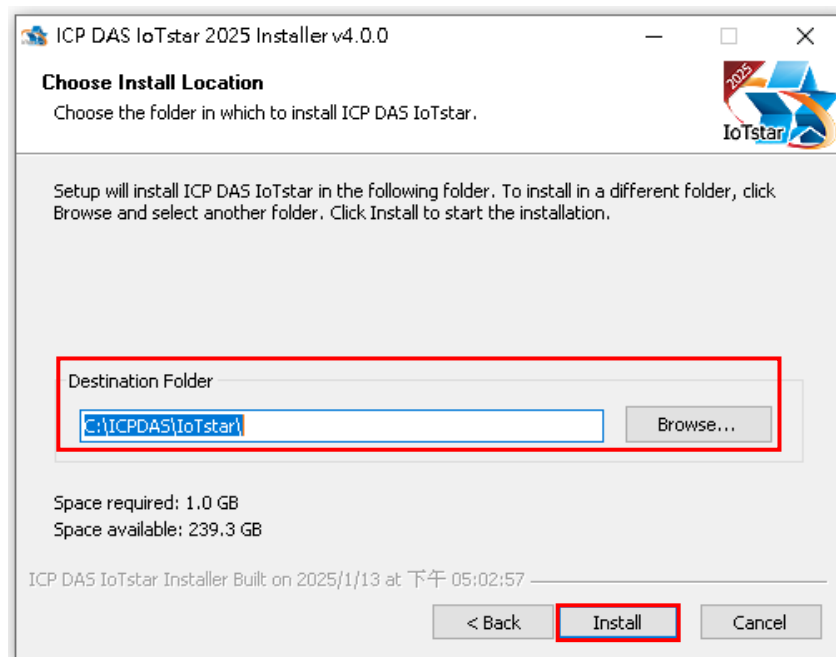 ICP DAS IoTstar 2025 Installer v4.0.0
Choose Install Location
Choose the folder in which to install ICP DAS IoTstar.
2025
IoTstar
Setup will install ICP DAS IoTstar in the following folder. To install in a different folder, click
Browse and select another folder. Click Install to start the installation.
Destination Folder
C:\ICPDAS\IoTstar\
Browse...
Space required: 1.0 GB
Space available: 239.3 GB
ICP DAS IoTstar Installer Built on 2025/1/13 at 下午 05:02:57
< Back
Install
Cancel